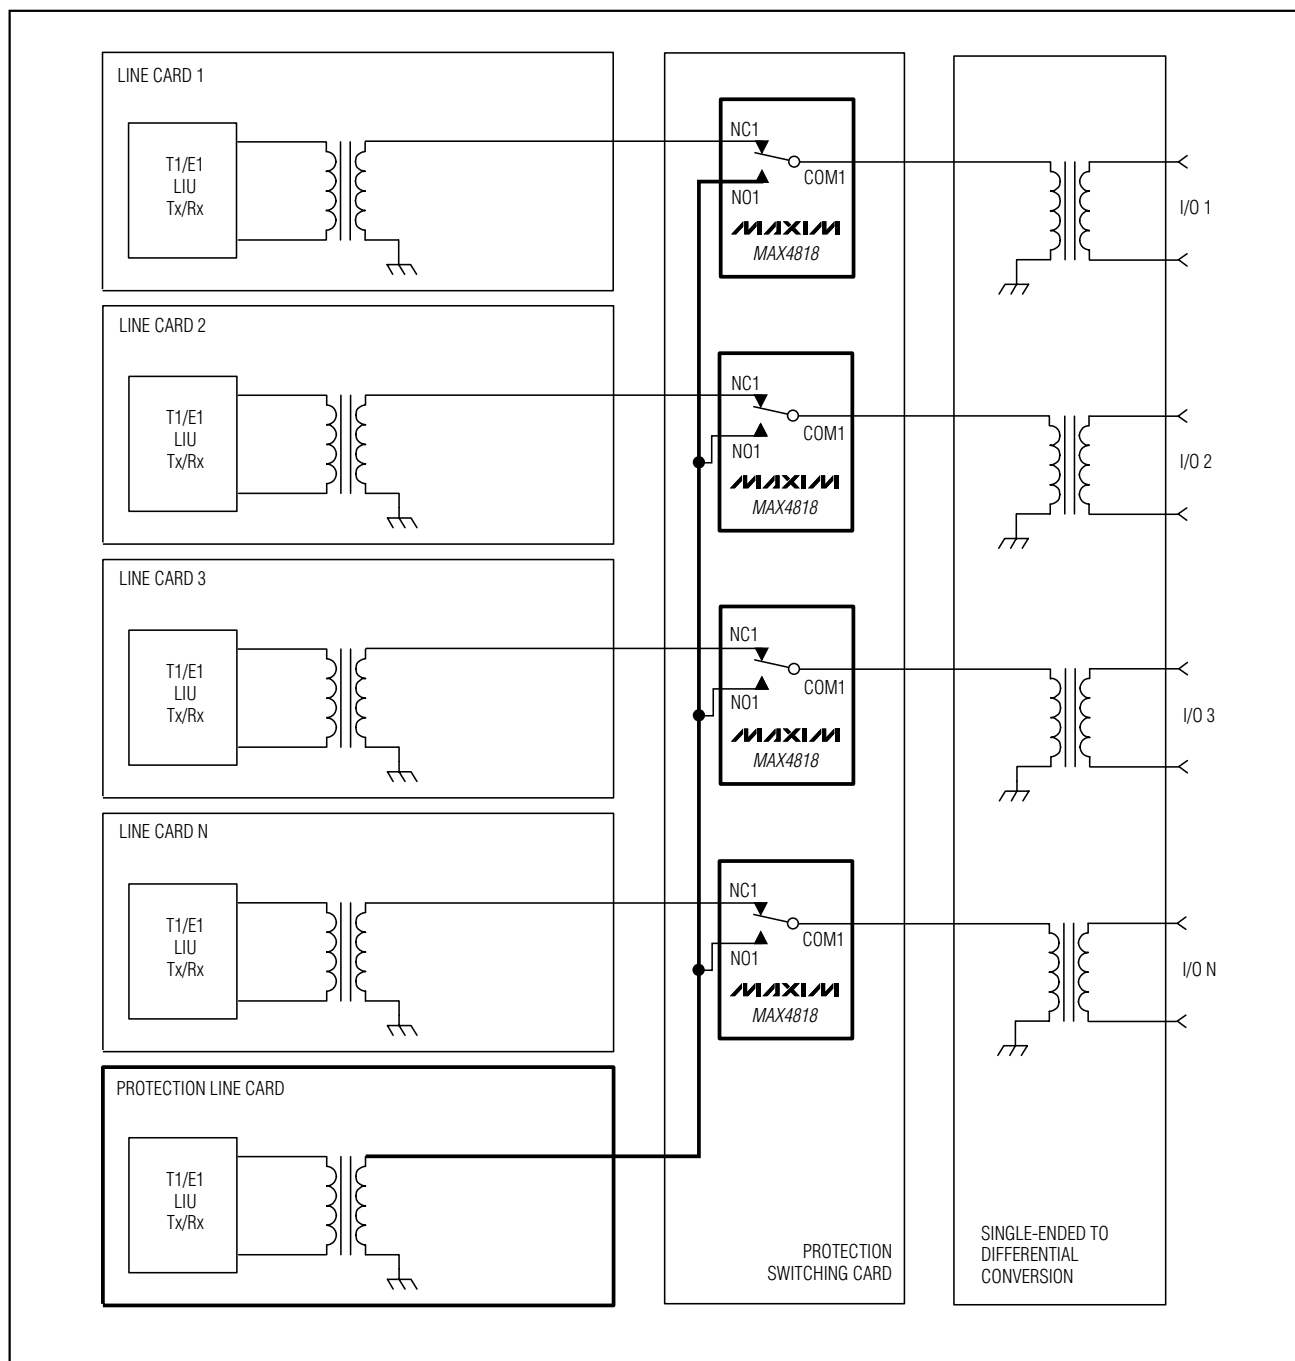 LINE CARD 1
T1/E1
LIU
Tx/Rx
NC1
NO1
COM1
MAXIM
MAX4818
I/O 1
LINE CARD 2
T1/E1
LIU
Tx/Rx
NC1
NO1
COM1
MAXIM
MAX4818
I/O 2
LINE CARD 3
T1/E1
LIU
Tx/Rx
NC1
NO1
COM1
MAXIM
MAX4818
I/O 3
LINE CARD N
T1/E1
LIU
Tx/Rx
NC1
NO1
COM1
MAXIM
MAX4818
I/O N
PROTECTION LINE CARD
T1/E1
LIU
Tx/Rx
PROTECTION
SWITCHING CARD
SINGLE-ENDED TO
DIFFERENTIAL
CONVERSION